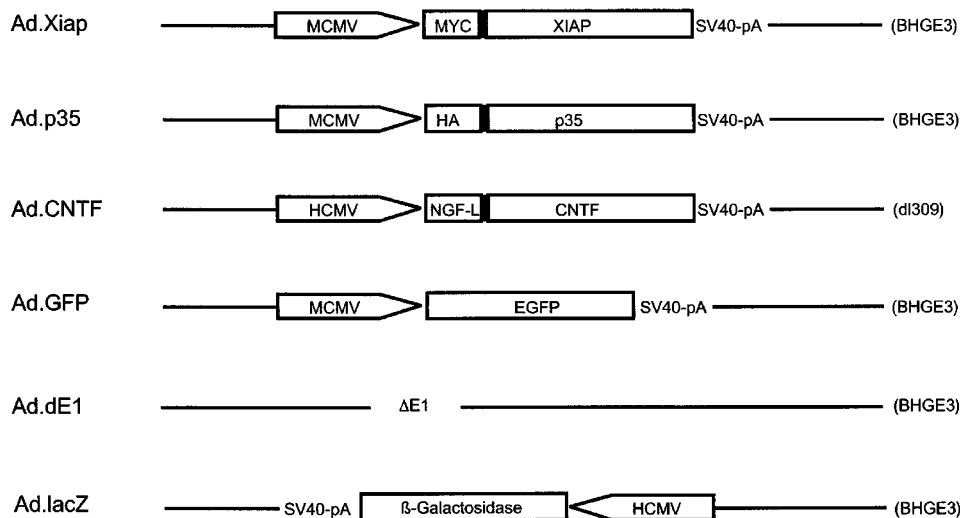 Ad.Xiap MCMV MYC XIAP SV40-pA (BHGE3)
Ad.p35 MCMV HA p35 SV40-pA (BHGE3)
Ad.CNTF HCMV NGF-L CNTF SV40-pA (dl309)
Ad.GFP MCMV EGFP SV40-pA (BHGE3)
Ad.dE1 ΔE1 (BHGE3)
Ad.lacZ SV40-pA ß-Galactosidase HCMV (BHGE3)